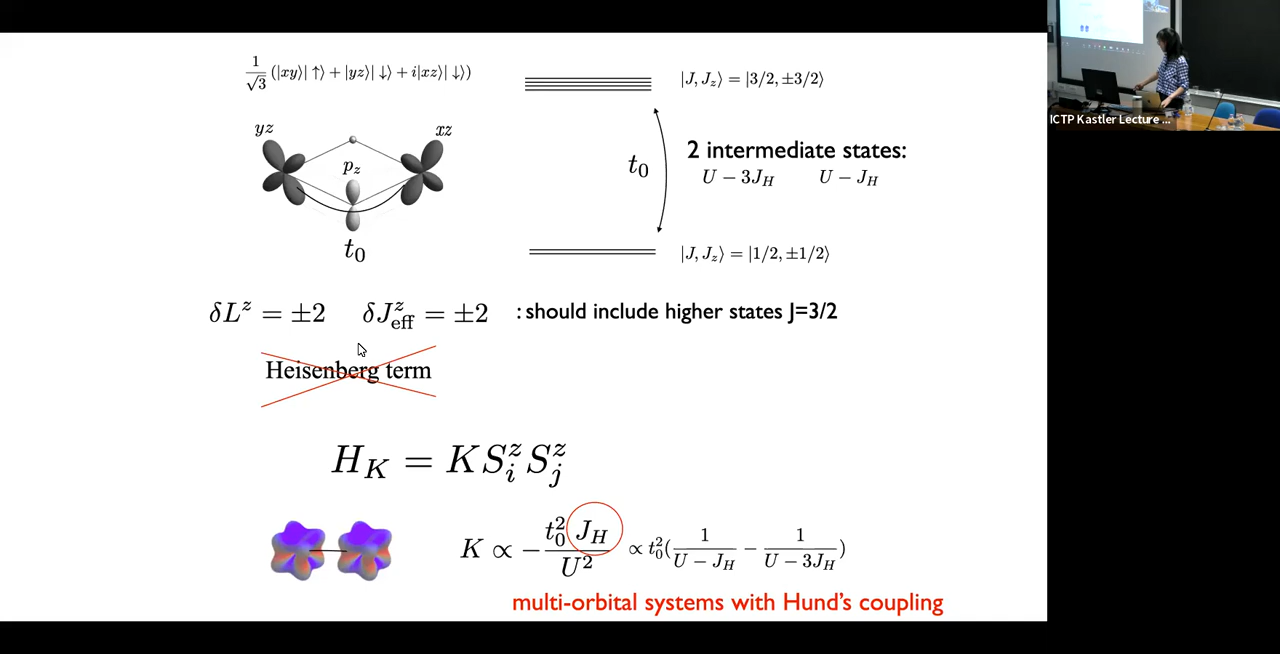 1/√3 (|xy⟩|↑⟩ + |yz⟩|↓⟩ + i|xz⟩|↓⟩)
|J, J_z⟩ = |3/2, ±3/2⟩
yz
xz
p_z
t_0
t_0
2 intermediate states:
U − 3J_H U − J_H
|J, J_z⟩ = |1/2, ±1/2⟩
δL^z = ±2 δJ^z_eff = ±2 : should include higher states J=3/2
Heisenberg term
H_K = K S^z_i S^z_j
K ∝ − t_0^2 J_H / U^2 ∝ t_0^2 ( 1/(U − J_H) − 1/(U − 3J_H) )
multi-orbital systems with Hund's coupling
ICTP Kastler Lecture ...